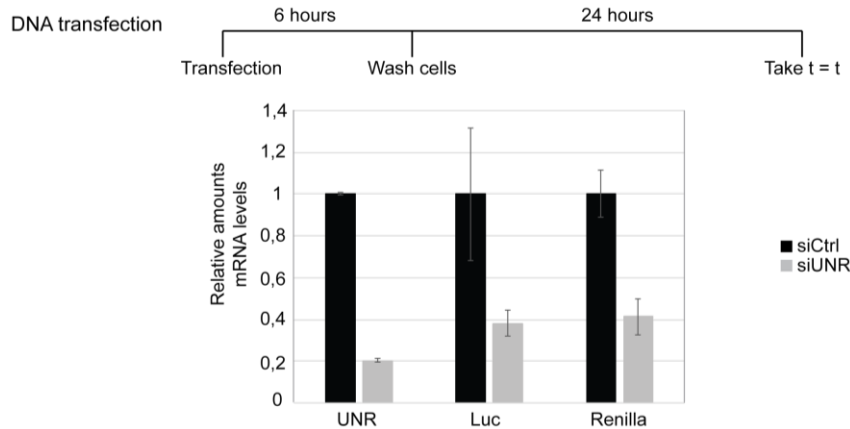 DNA transfection
6 hours
24 hours
Transfection
Wash cells
Take t = t
Relative amounts
mRNA levels
1,4
1,2
1
0,8
0,6
0,4
0,2
0
UNR
Luc
Renilla
siCtrl
siUNR